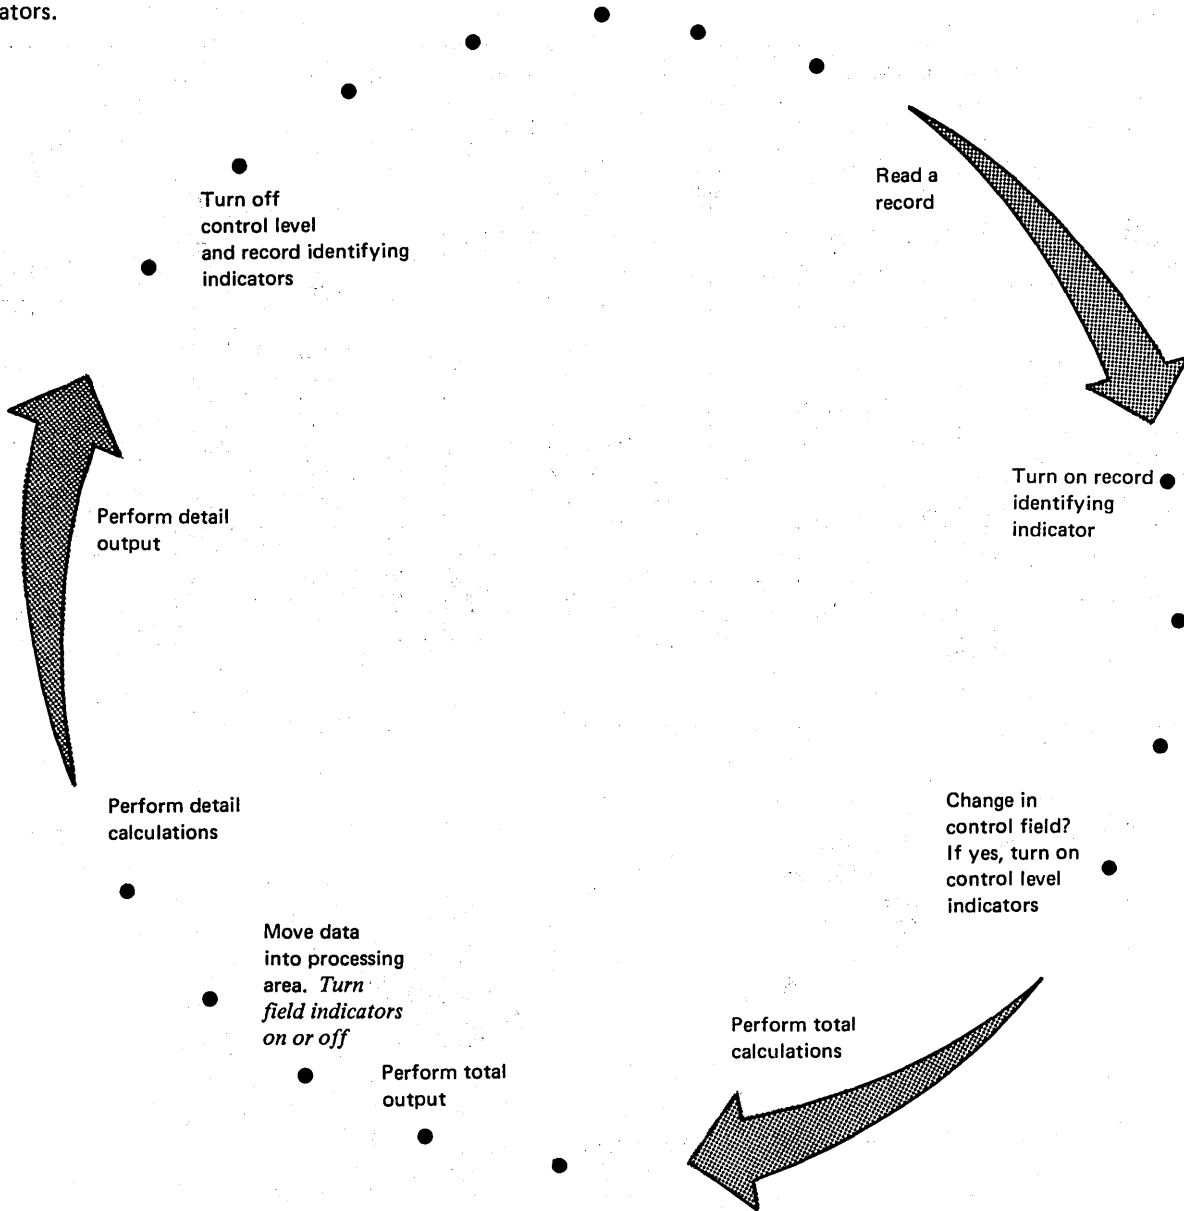 ators.
Read a
record
Turn off
control level
and record identifying
indicators
Turn on record
identifying
indicator
Perform detail
output
Change in
control field?
If yes, turn on
control level
indicators
Perform detail
calculations
Move data
into processing
area. Turn
field indicators
on or off
Perform total
calculations
Perform total
output